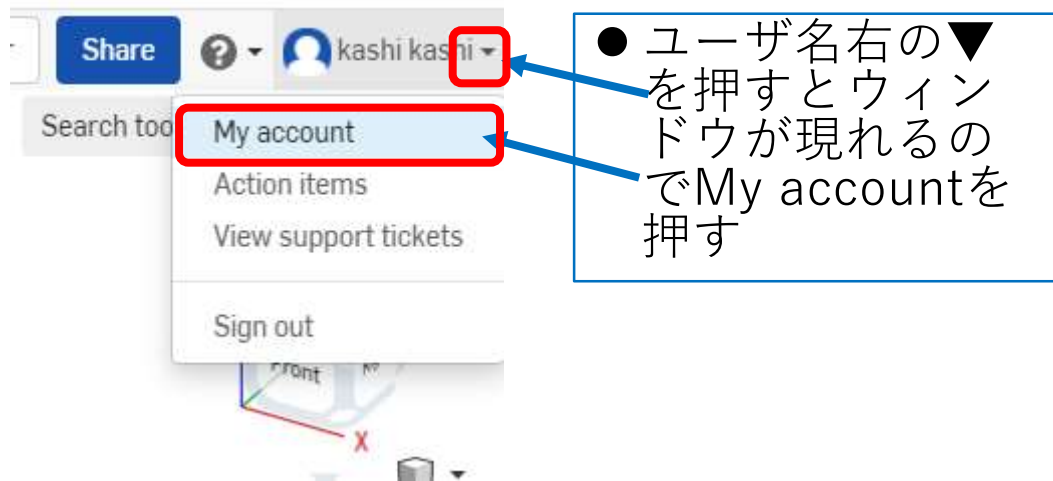 Share
kashi kashi
Search too
My account
Action items
View support tickets
Sign out
Front
X
● ユーザ名右の▼
を押すとウィン
ドウが現れるの
でMy accountを
押す